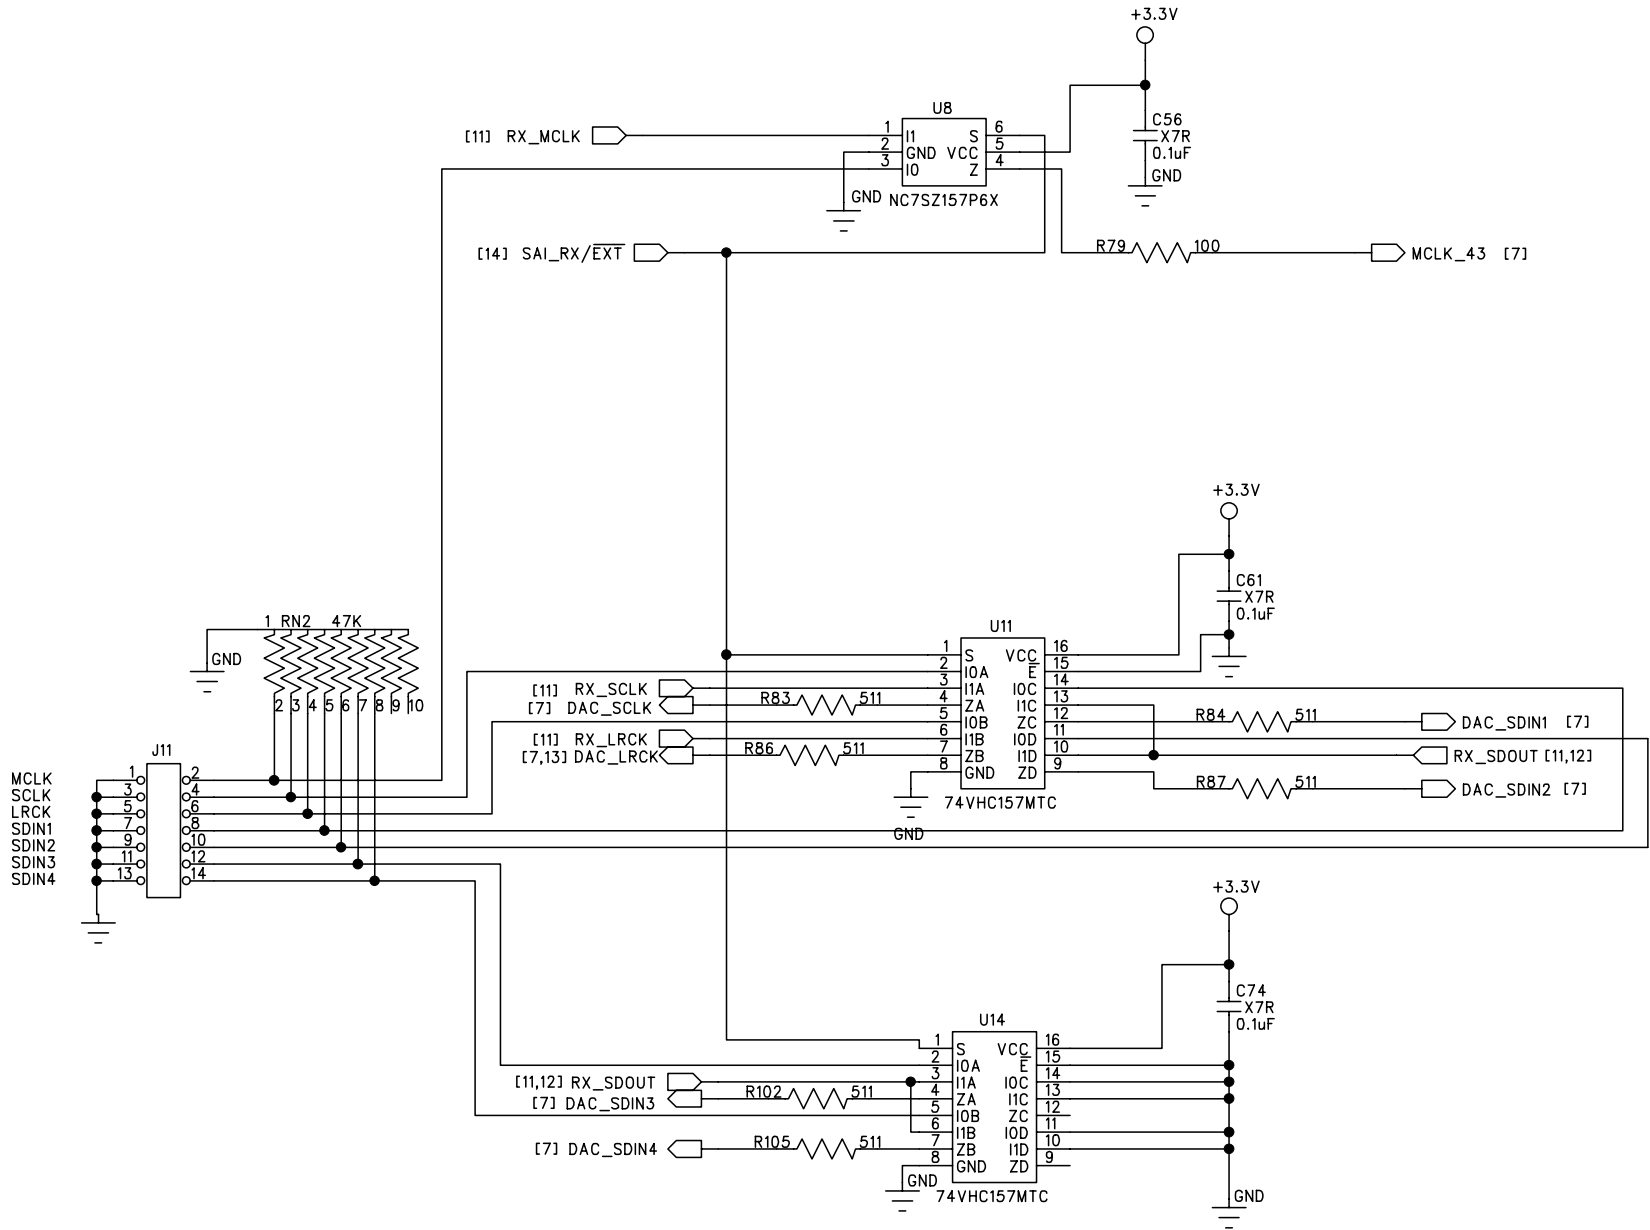 +3.3V
U8
[11] RX_MCLK
1 I1 S 6
2 GND VCC 5
3 I0 Z 4
C56
X7R
0.1uF
GND
GND NC7SZ157P6X
[14] SAI_RX/EXT
R79 100
MCLK_43 [7]
+3.3V
C61
X7R
0.1uF
1 RN2 47K
GND
2 3 4 5 6 7 8 9 10
U11
1 S VCC 16
2 I0A E 15
[11] RX_SCLK 3 I1A I0C 14
[7] DAC_SCLK R83 511 4 ZA I1C 13
5 I0B ZC 12 R84 511 DAC_SDIN1 [7]
[11] RX_LRCK 6 I1B I0D 11
[7,13] DAC_LRCK R86 511 7 ZB I1D 10 RX_SDOUT [11,12]
8 GND ZD 9 R87 511 DAC_SDIN2 [7]
74VHC157MTC
GND
J11
MCLK 1 2
SCLK 3 4
LRCK 5 6
SDIN1 7 8
SDIN2 9 10
SDIN3 11 12
SDIN4 13 14
+3.3V
C74
X7R
0.1uF
U14
1 S VCC 16
2 I0A E 15
[11,12] RX_SDOUT 3 I1A I0C 14
[7] DAC_SDIN3 R102 511 4 ZA I1C 13
5 I0B ZC 12
6 I1B I0D 11
[7] DAC_SDIN4 R105 511 7 ZB I1D 10
8 GND ZD 9
GND
74VHC157MTC
GND